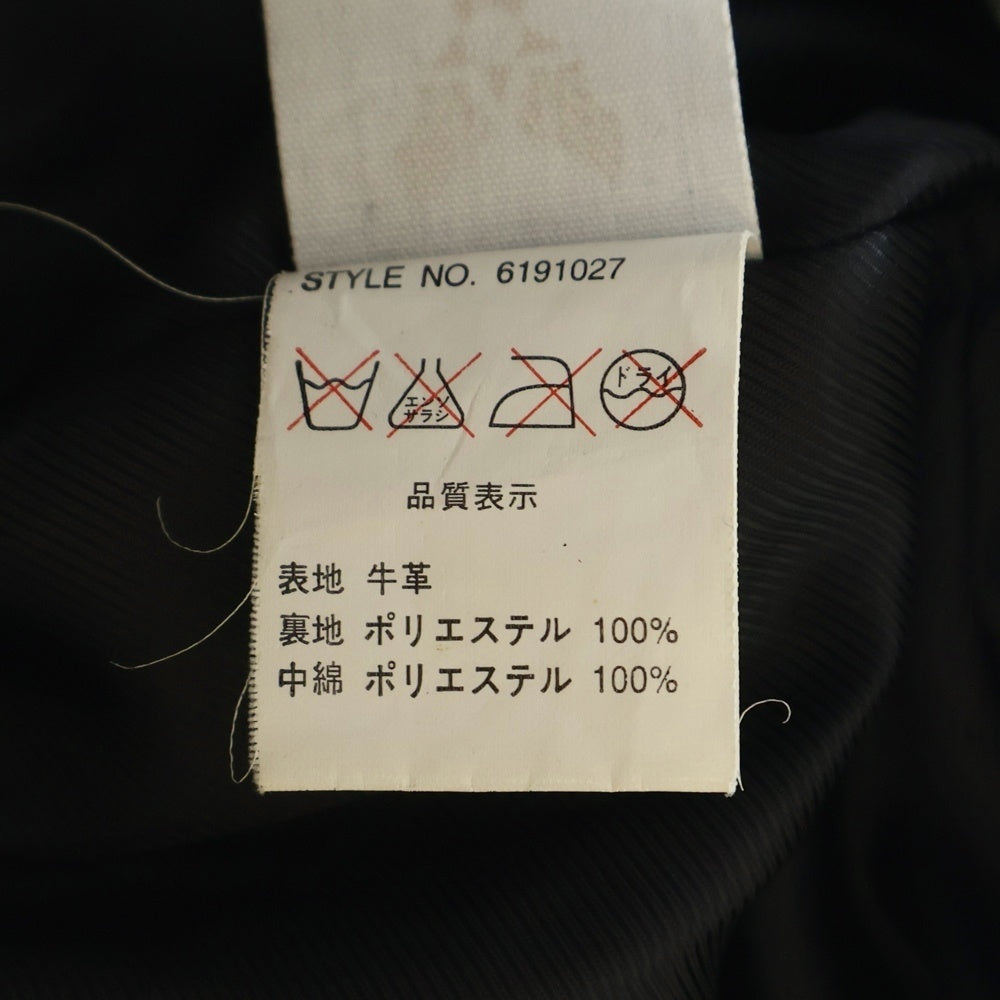 STYLE NO. 6191027
エンソ
サラシ
ドライ
品質表示
表地 牛革
裏地 ポリエステル 100%
中綿 ポリエステル 100%